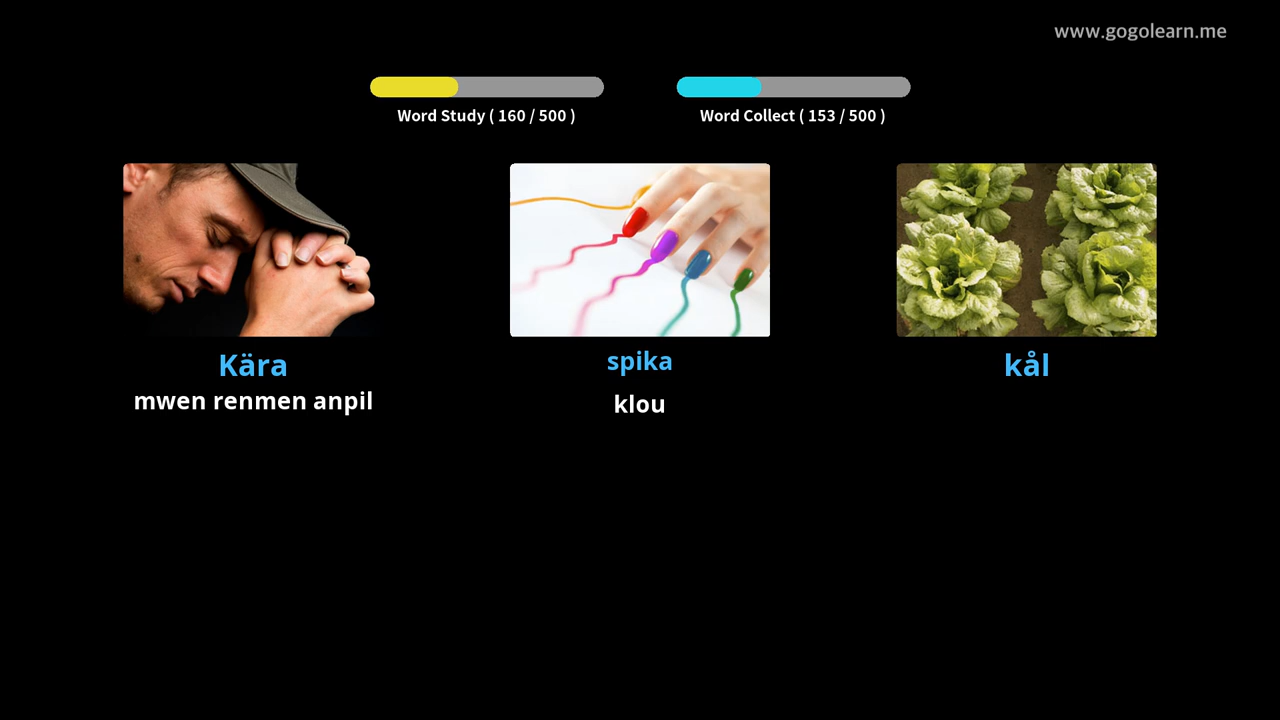 www.gogolearn.me
Word Study ( 160 / 500 )
Word Collect ( 153 / 500 )
Kära
mwen renmen anpil
spika
klou
kål